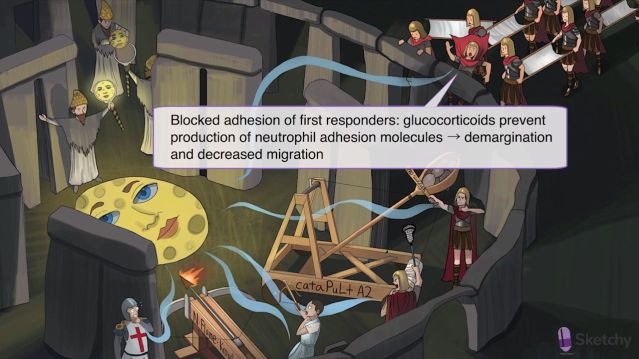 Blocked adhesion of first responders: glucocorticoids prevent
production of neutrophil adhesion molecules → demargination
and decreased migration
cataPuLt A2
Sketchy